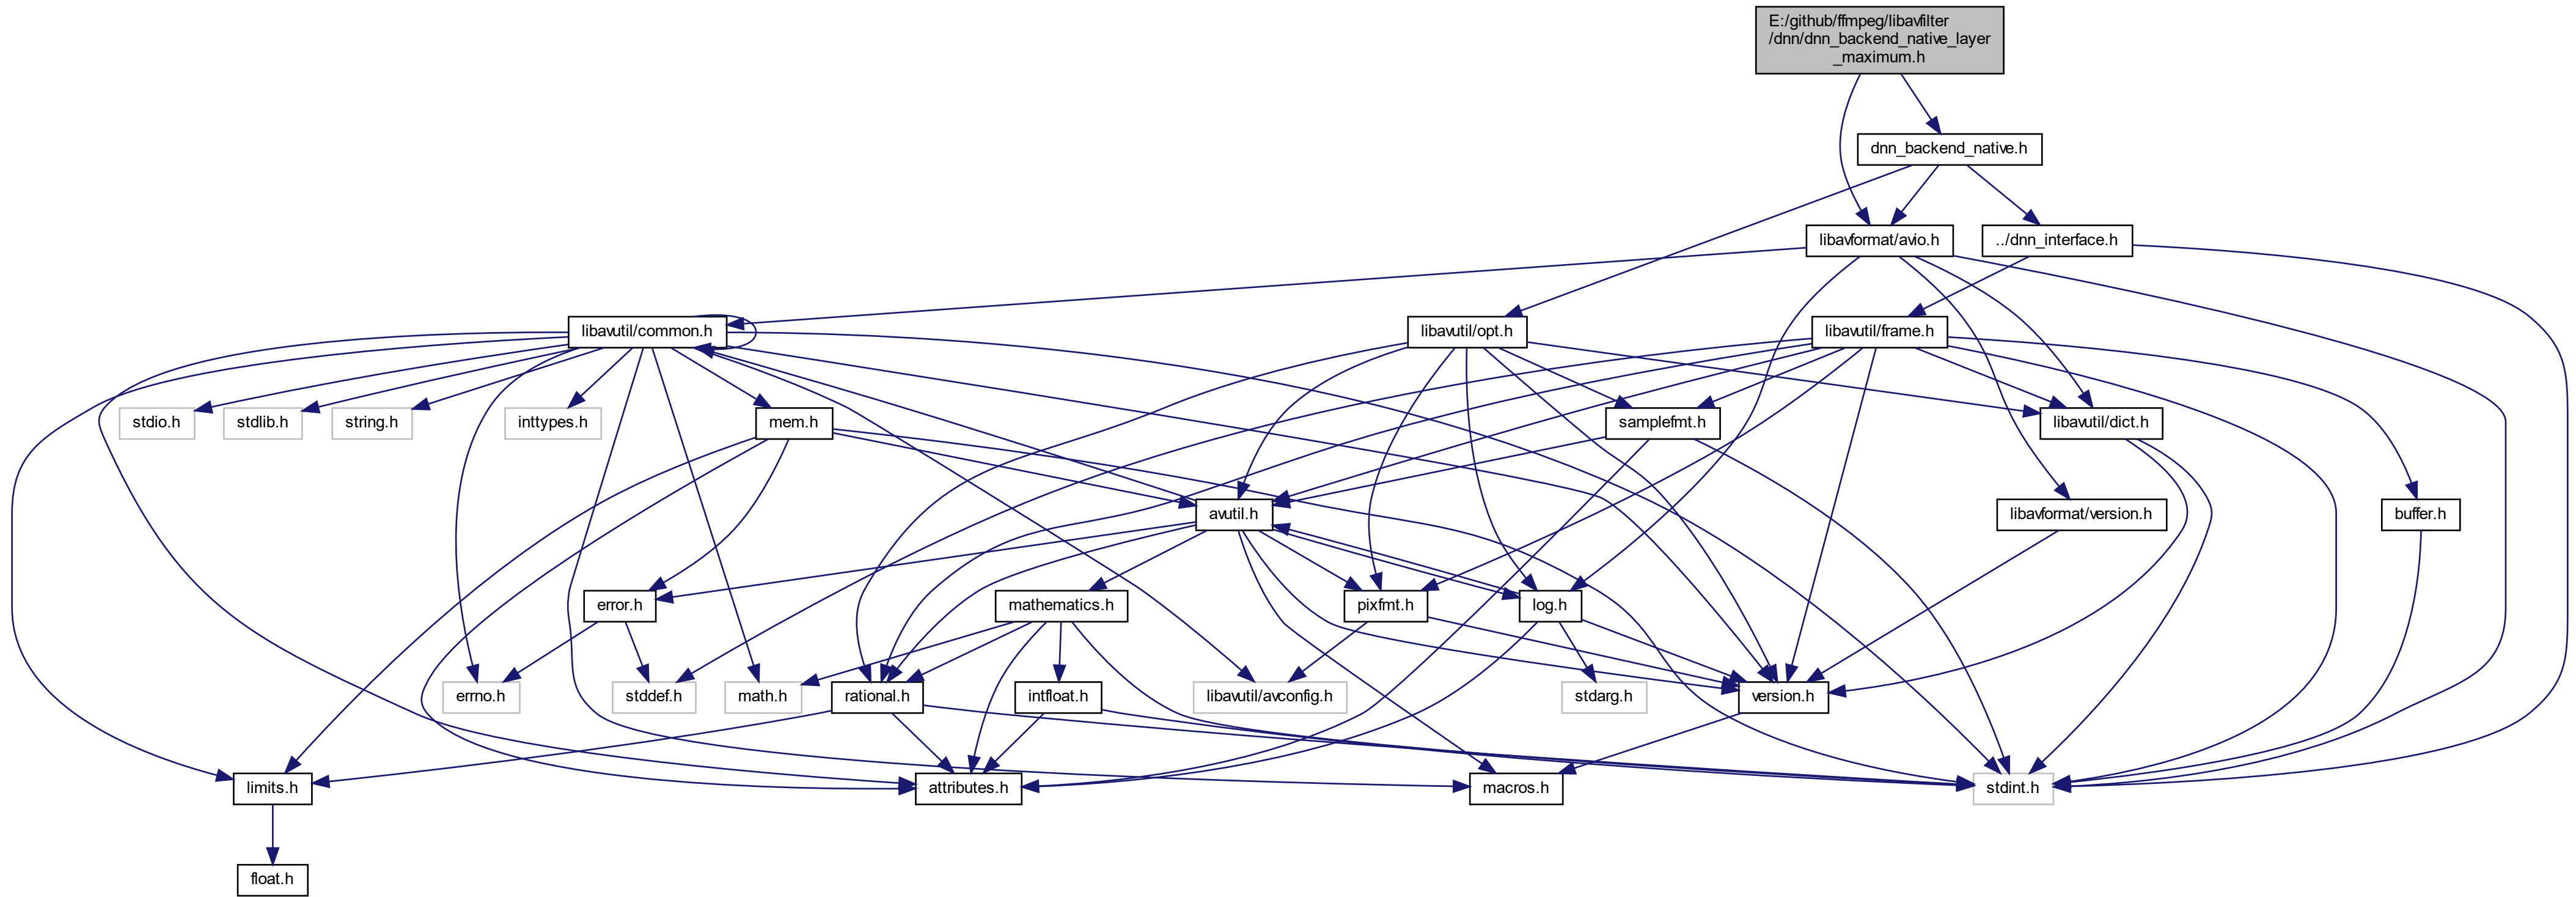 E:/github/ffmpeg/libavfilter
/dnn/dnn_backend_native_layer
_maximum.h
dnn_backend_native.h
libavformat/avio.h
../dnn_interface.h
libavutil/common.h
libavutil/opt.h
libavutil/frame.h
stdio.h
stdlib.h
string.h
inttypes.h
mem.h
samplefmt.h
libavutil/dict.h
avutil.h
libavformat/version.h
buffer.h
error.h
mathematics.h
pixfmt.h
log.h
errno.h
stddef.h
math.h
rational.h
intfloat.h
libavutil/avconfig.h
stdarg.h
version.h
limits.h
attributes.h
macros.h
stdint.h
float.h